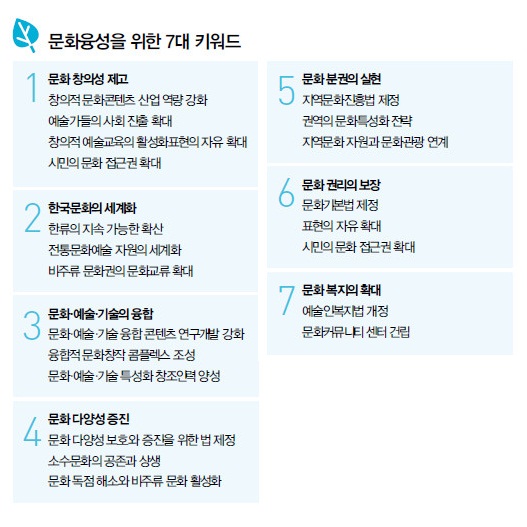 문화융성을 위한 7대 키워드
1 문화 창의성 제고
창의적 문화콘텐츠 산업 역량 강화
예술가들의 사회 진출 확대
창의적 예술교육의 활성화표현의 자유 확대
시민의 문화 접근권 확대
2 한국문화의 세계화
한류의 지속 가능한 확산
전통문화예술 자원의 세계화
비주류 문화권의 문화교류 확대
3 문화·예술·기술의 융합
문화·예술·기술 융합 콘텐츠 연구개발 강화
융합적 문화창작 콤플렉스 조성
문화·예술·기술 특성화 창조인력 양성
4 문화 다양성 증진
문화 다양성 보호와 증진을 위한 법 제정
소수문화의 공존과 상생
문화 독점 해소와 비주류 문화 활성화
5 문화 분권의 실현
지역문화진흥법 제정
권역의 문화특성화 전략
지역문화 자원과 문화관광 연계
6 문화 권리의 보장
문화기본법 제정
표현의 자유 확대
시민의 문화 접근권 확대
7 문화 복지의 확대
예술인복지법 개정
문화커뮤니티 센터 건립